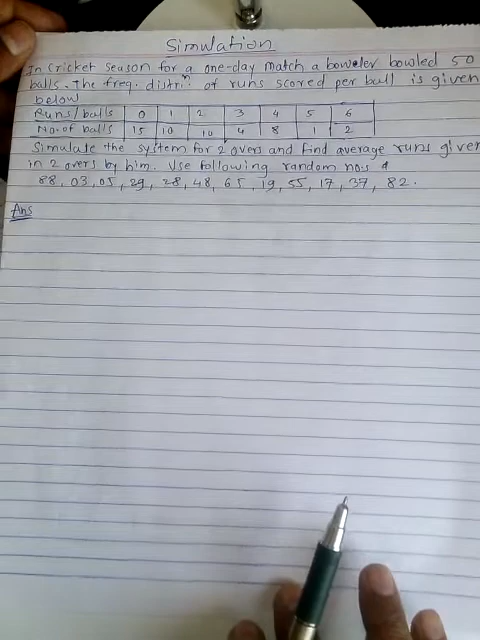 Simulation
In Cricket season for a one-day match a bowler bowled 50
balls. The freq. distriⁿ of runs scored per ball is given
below
Runs/balls 0 1 2 3 4 5 6
No. of balls 15 10 10 4 8 1 2
Simulate the system for 2 overs and find average runs given
in 2 overs by him. Use following random no.s
88, 03, 05, 29, 28, 48, 65, 19, 55, 17, 37, 82.
Ans